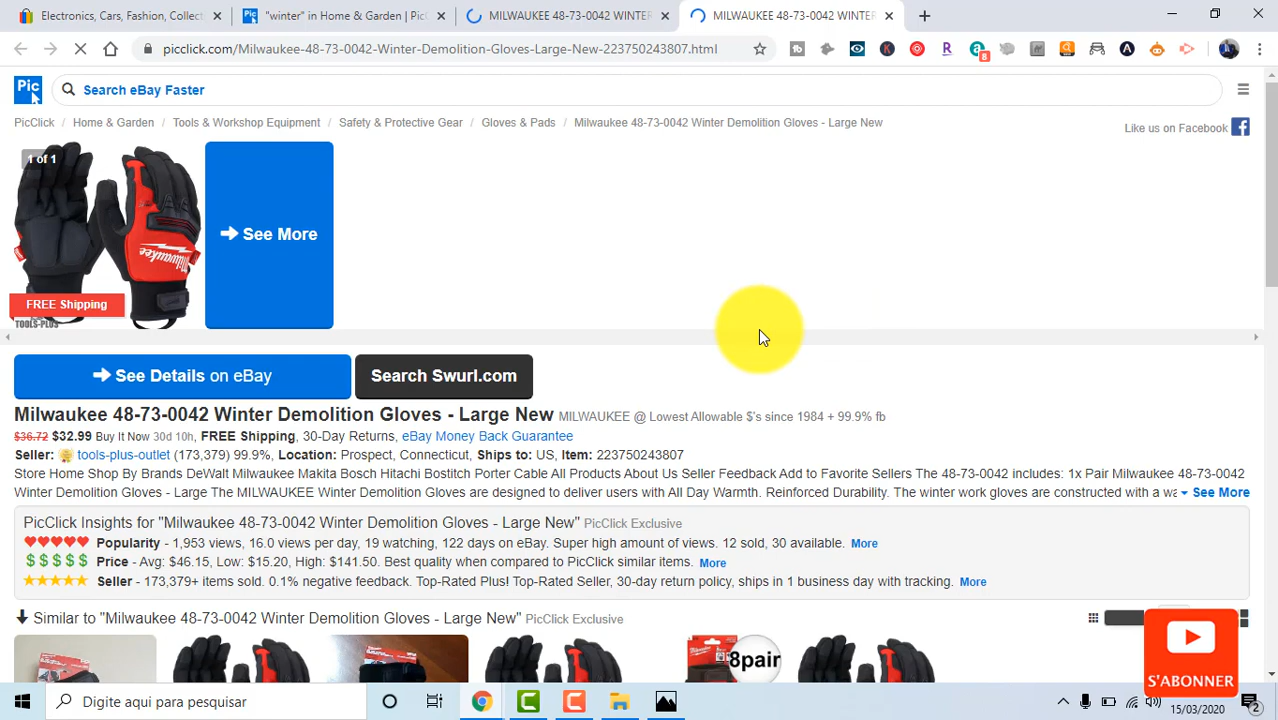 Electronics, Cars, Fashion, Collect
"winter" in Home & Garden | PicC
MILWAUKEE 48-73-0042 WINTER
MILWAUKEE 48-73-0042 WINTER
picclick.com/Milwaukee-48-73-0042-Winter-Demolition-Gloves-Large-New-223750243807.html
Pic
Search eBay Faster
PicClick / Home & Garden / Tools & Workshop Equipment / Safety & Protective Gear / Gloves & Pads / Milwaukee 48-73-0042 Winter Demolition Gloves - Large New
Like us on Facebook
1 of 1
See More
Milwaukee
FREE Shipping
TOOLS-PLUS
See Details on eBay
Search Swurl.com
Milwaukee 48-73-0042 Winter Demolition Gloves - Large New MILWAUKEE @ Lowest Allowable $'s since 1984 + 99.9% fb
$36.72 $32.99 Buy It Now 30d 10h, FREE Shipping, 30-Day Returns, eBay Money Back Guarantee
Seller: tools-plus-outlet (173,379) 99.9%, Location: Prospect, Connecticut, Ships to: US, Item: 223750243807
Store Home Shop By Brands DeWalt Milwaukee Makita Bosch Hitachi Bostitch Porter Cable All Products About Us Seller Feedback Add to Favorite Sellers The 48-73-0042 includes: 1x Pair Milwaukee 48-73-0042
Winter Demolition Gloves - Large The MILWAUKEE Winter Demolition Gloves are designed to deliver users with All Day Warmth. Reinforced Durability. The winter work gloves are constructed with a wa See More
PicClick Insights for "Milwaukee 48-73-0042 Winter Demolition Gloves - Large New" PicClick Exclusive
Popularity - 1,953 views, 16.0 views per day, 19 watching, 122 days on eBay. Super high amount of views. 12 sold, 30 available. More
$ $ $ $ $ Price - Avg: $46.15, Low: $15.20, High: $141.50. Best quality when compared to PicClick similar items. More
Seller - 173,379+ items sold. 0.1% negative feedback. Top-Rated Plus! Top-Rated Seller, 30-day return policy, ships in 1 business day with tracking. More
Similar to "Milwaukee 48-73-0042 Winter Demolition Gloves - Large New" PicClick Exclusive
8pair
S'ABONNER
Digite aqui para pesquisar
15/03/2020
2